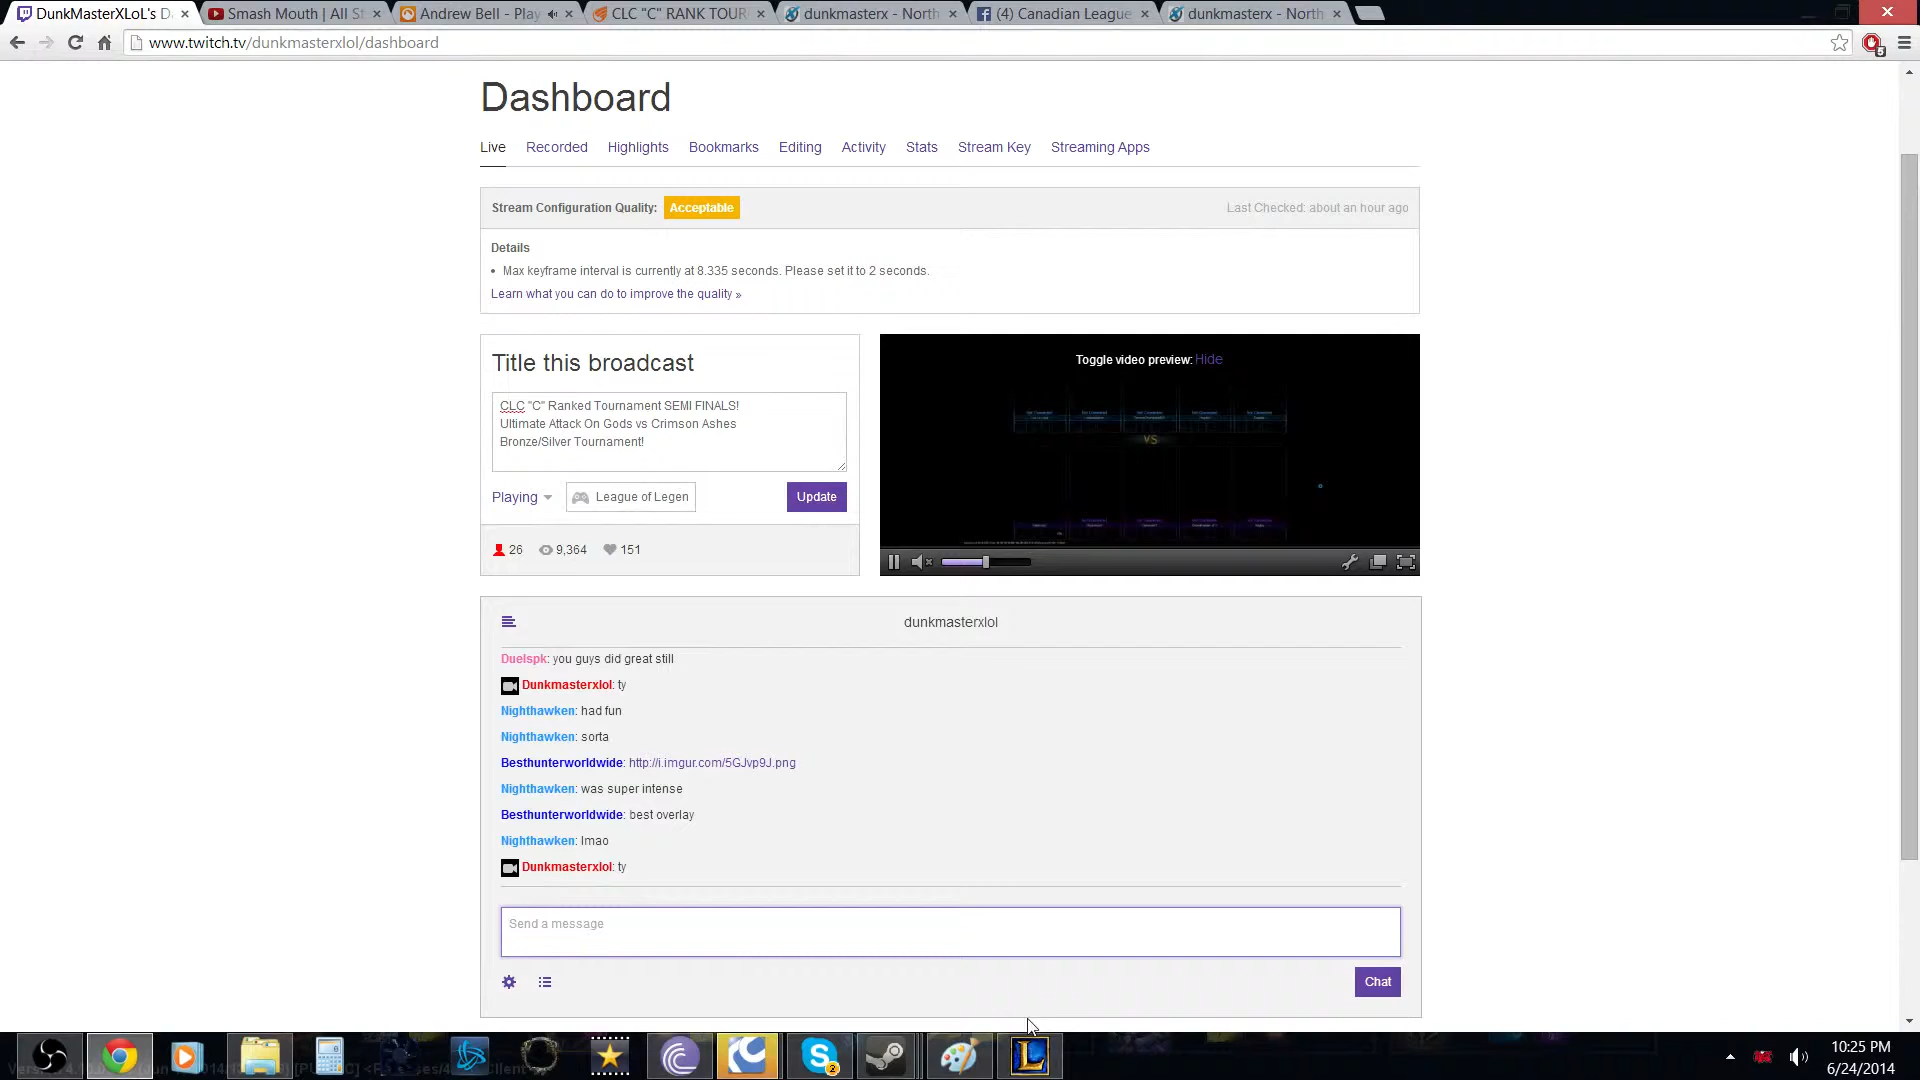 DunkMasterXLoL's D
Smash Mouth | All St
Andrew Bell - Play
CLC "C" RANK TOUR
dunkmasterx - North
(4) Canadian League
dunkmasterx - North
www.twitch.tv/dunkmasterxlol/dashboard
Dashboard
Live Recorded Highlights Bookmarks Editing Activity Stats Stream Key Streaming Apps
Stream Configuration Quality: Acceptable
Last Checked: about an hour ago
Details
• Max keyframe interval is currently at 8.335 seconds. Please set it to 2 seconds.
Learn what you can do to improve the quality »
Title this broadcast
CLC "C" Ranked Tournament SEMI FINALS!
Ultimate Attack On Gods vs Crimson Ashes
Bronze/Silver Tournament!
Playing League of Legen Update
26 9,364 151
Toggle video preview: Hide
VS
dunkmasterxlol
Duelspk: you guys did great still
Dunkmasterxlol: ty
Nighthawken: had fun
Nighthawken: sorta
Besthunterworldwide: http://i.imgur.com/5GJvp9J.png
Nighthawken: was super intense
Besthunterworldwide: best overlay
Nighthawken: lmao
Dunkmasterxlol: ty
Send a message
Chat
2
10:25 PM
6/24/2014